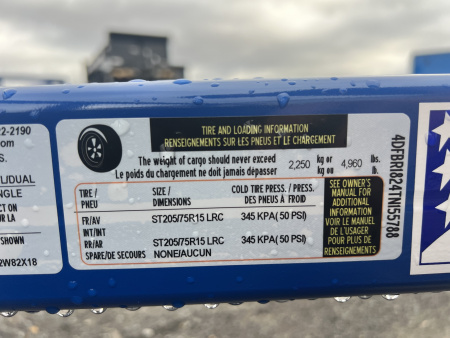 22-2190
S.
LIVIDUAL
ANGLE
SUR LA
SHOWN
2W82X18
TIRE AND LOADING INFORMATION
RENSEIGNEMENTS SUR LES PNEUS ET LE CHARGEMENT
The weight of cargo should never exceed
Le poids du chargement ne doit jamais dépasser
2,250 kg or kg ou 4,960 lbs. lb.
TIRE / PNEU
SIZE / DIMENSIONS
COLD TIRE PRESS. / PRESS. DES PNEUS À FROID
FR/AV ST205/75R15 LRC 345 KPA( 50 PSI)
INT/INT
RR/AR ST205/75R15 LRC 345 KPA( 50 PSI)
SPARE/DE SECOURS NONE/AUCUN
SEE OWNER'S
MANUAL FOR
ADDITIONAL
INFORMATION
VOIR LE MANUEL
DE L'USAGER
POUR PLUS DE
RENSEIGNEMENTS